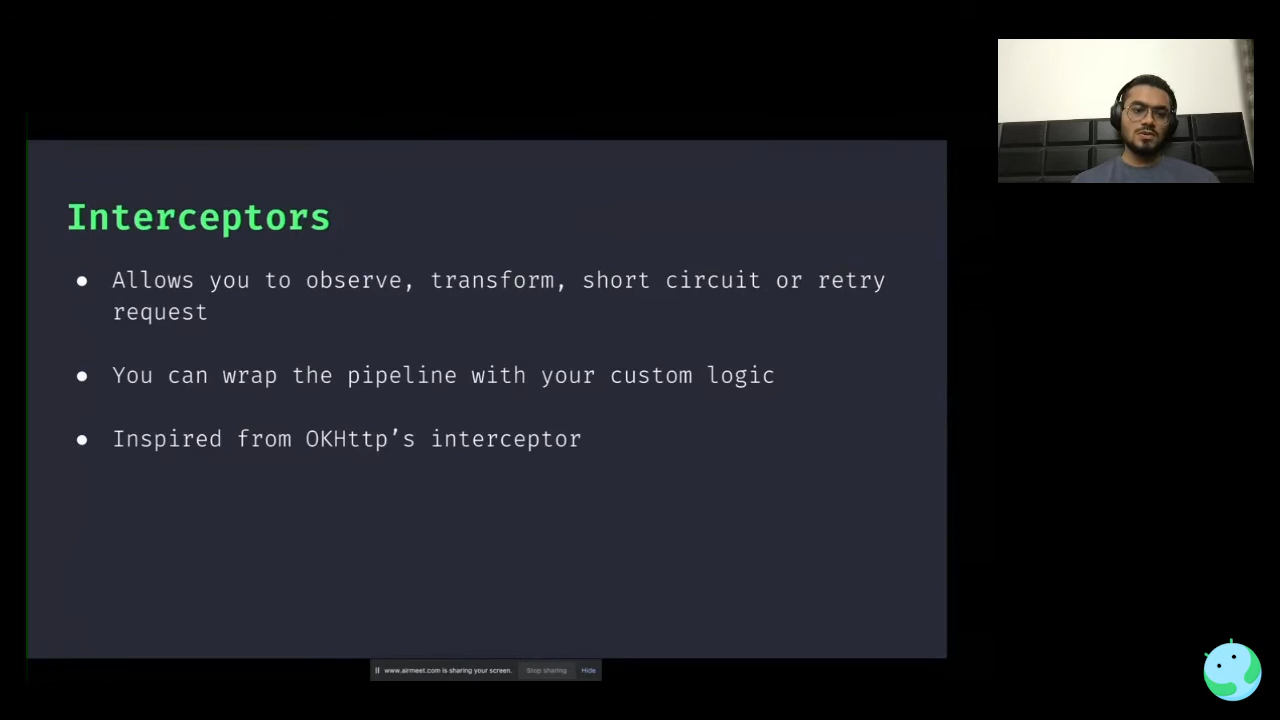 Interceptors
● Allows you to observe, transform, short circuit or retry
request
● You can wrap the pipeline with your custom logic
● Inspired from OKHttp’s interceptor
www.airmeet.com is sharing your screen. Stop sharing Hide